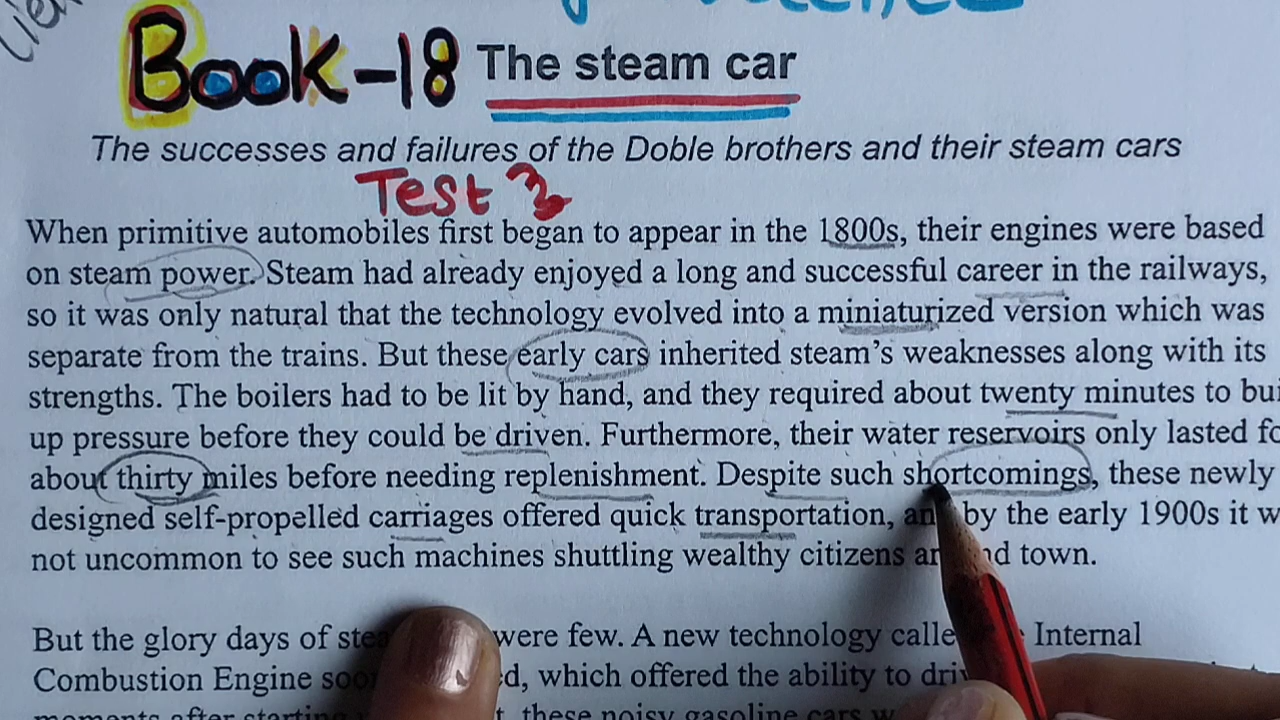 Book-18 The steam car
The successes and failures of the Doble brothers and their steam cars
Test 3
When primitive automobiles first began to appear in the 1800s, their engines were based
on steam power. Steam had already enjoyed a long and successful career in the railways,
so it was only natural that the technology evolved into a miniaturized version which was
separate from the trains. But these early cars inherited steam's weaknesses along with its
strengths. The boilers had to be lit by hand, and they required about twenty minutes to bui
up pressure before they could be driven. Furthermore, their water reservoirs only lasted fo
about thirty miles before needing replenishment. Despite such shortcomings, these newly
designed self-propelled carriages offered quick transportation, by the early 1900s it w
not uncommon to see such machines shuttling wealthy citizens town.
But the glory days of were few. A new technology calle Internal
Combustion Engine which offered the ability to
these noisy gasoline cars